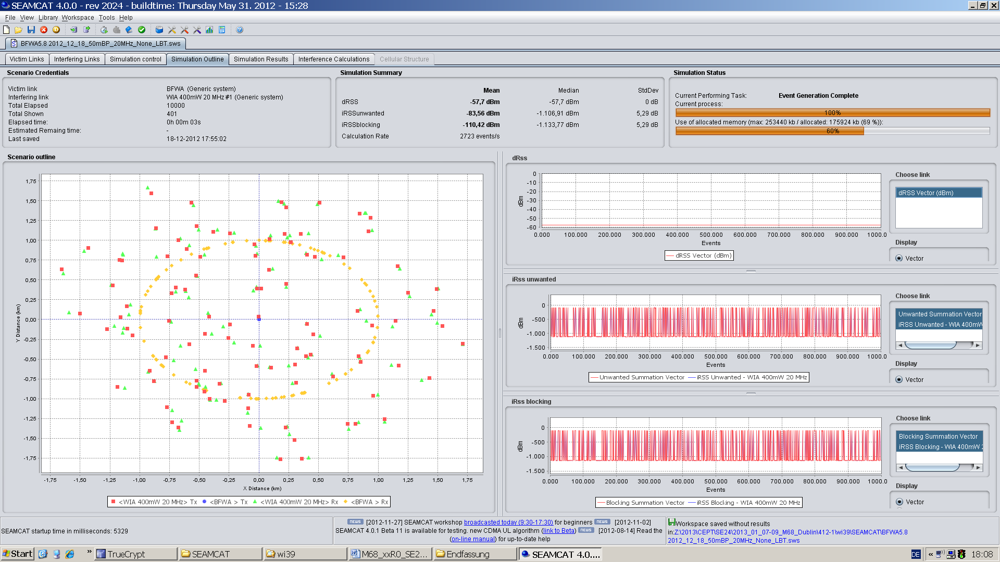 SEAMCAT 4.0.0 - rev 2024 - buildtime: Thursday May 31. 2012 - 15:28
File View Library Workspace Tools Help
BFWA5.8 2012_12_18_50mBP_20MHz_None_LBT.sws
Victim Links Interfering Links Simulation control Simulation Outline Simulation Results Interference Calculations Cellular Structure
Scenario Credentials
Victim link BFWA (Generic system)
Interfering link WIA 400mW 20 MHz #1 (Generic system)
Total Elapsed 10000
Total Shown 401
Elapsed time: 0h 00m 03s
Estimated Remaing time: -
Last saved 18-12-2012 17:55:02
Simulation Summary
Mean Median StdDev
dRSS -57,7 dBm -57,7 dBm 0 dB
iRSSunwanted -83,56 dBm -1.106,91 dBm 5,29 dB
iRSSblocking -110,42 dBm -1.133,77 dBm 5,29 dB
Calculation Rate 2723 events/s
Simulation Status
Current Performing Task: Event Generation Complete
Current process:
100%
Use of allocated memory (max: 253440 kb / allocated: 175924 kb (69 %)):
60%
Scenario outline
1,75
1,50
1,25
1,00
0,75
0,50
0,25
0,00
-0,25
-0,50
-0,75
-1,00
-1,25
-1,50
-1,75
Y Distance (km)
-1,75 -1,50 -1,25 -1,00 -0,75 -0,50 -0,25 0,00 0,25 0,50 0,75 1,00 1,25 1,50 1,75
X Distance (km)
<WIA 400mW 20 MHz> Tx <BFWA > Tx <WIA 400mW 20 MHz> Rx <BFWA > Rx
dRss
0
-10
-20
-30
-40
-50
-60
dBm
0.000 100.000 200.000 300.000 400.000 500.000 600.000 700.000 800.000 900.000 1000.0
Events
dRSS Vector (dBm)
Choose link
dRSS Vector (dBm)
Display
Vector
iRss unwanted
0
-500
-1.000
-1.500
dBm
0.000 100.000 200.000 300.000 400.000 500.000 600.000 700.000 800.000 900.000 1000.0
Events
Unwanted Summation Vector iRSS Unwanted - WIA 400mW 20 MHz
Choose link
Unwanted Summation Vector
iRSS Unwanted - WIA 400mW
Display
Vector
iRss blocking
0
-500
-1.000
-1.500
dBm
0.000 100.000 200.000 300.000 400.000 500.000 600.000 700.000 800.000 900.000 1000.0
Events
Blocking Summation Vector iRSS Blocking - WIA 400mW 20 MHz
Choose link
Blocking Summation Vector
iRSS Blocking - WIA 400mW 2
Display
Vector
SEAMCAT startup time in milliseconds: 5329
NEWS [2012-11-27] SEAMCAT workshop broadcasted today (9:30-17:30) for beginners NEWS [2012-11-02]
SEAMCAT 4.0.1 Beta 11 is available for testing. new CDMA UL algorithm (link to Beta) NEWS [2012-08-14] Read the
(on-line manual) for up-to-date help
Workspace saved without results
in:Z:\2013\CEPT\SE24\2013_01_07-09_M68_Dublin\412-1\wi39\SEAMCAT\BFWA5.8
2012_12_18_50mBP_20MHz_None_LBT.sws
Start » TrueCrypt SEAMCAT wi39 M68_xxR0_SE2... Endfassung SEAMCAT 4.0.... DE « 18:08